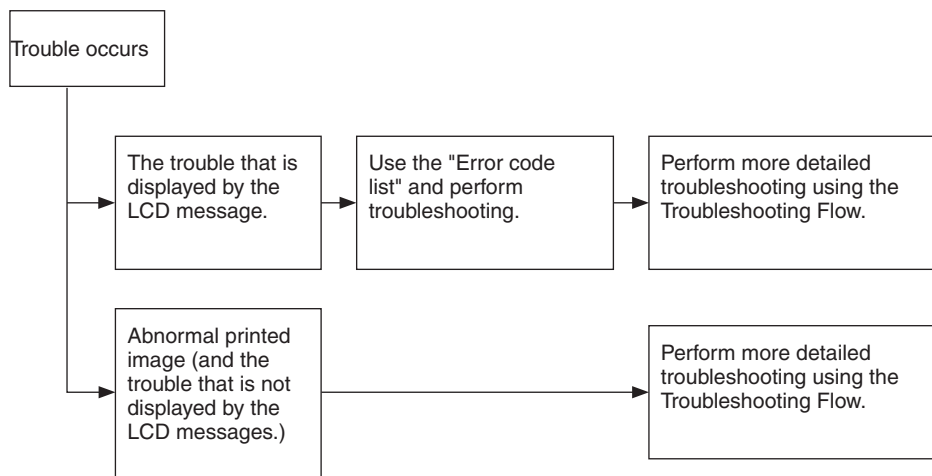 Trouble occurs
The trouble that is
displayed by the
LCD message.
Use the "Error code
list" and perform
troubleshooting.
Perform more detailed
troubleshooting using the
Troubleshooting Flow.
Abnormal printed
image (and the
trouble that is not
displayed by the
LCD messages.)
Perform more detailed
troubleshooting using the
Troubleshooting Flow.